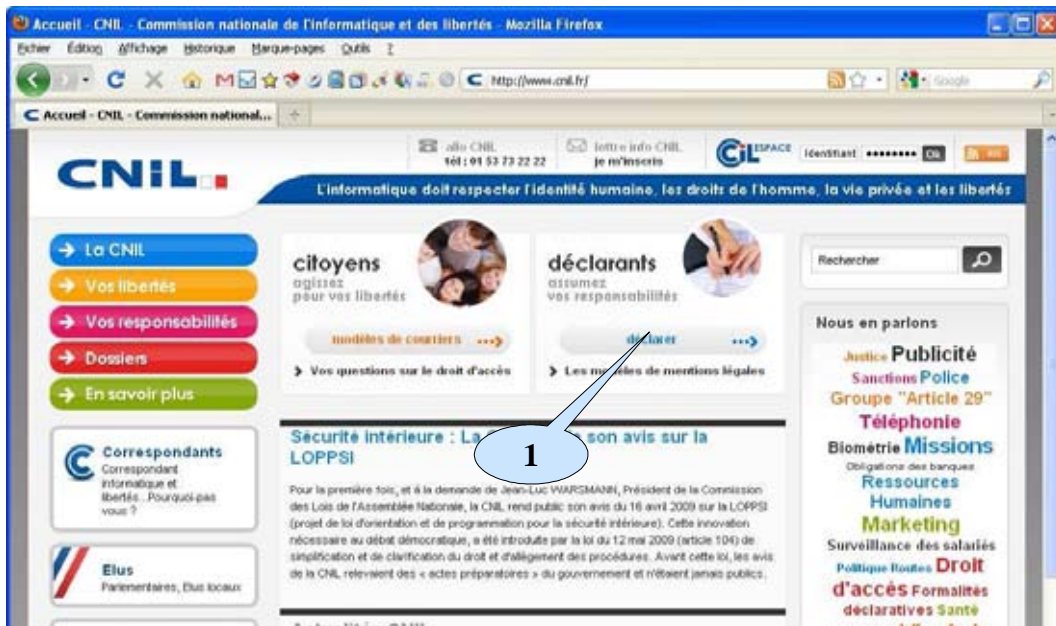 Accueil - CNIL - Commission nationale de l'informatique et des libertés - Mozilla Firefox
Fichier Édition Affichage Historique Marque-pages Outils ?
http://www.cnil.fr/
Google
Accueil - CNIL - Commission national...
CNIL
allo CNIL
tél : 01 53 73 22 22
lettre info CNIL
je m'inscris
CIL ESPACE
Identifiant
Ok
L'informatique doit respecter l'identité humaine, les droits de l'homme, la vie privée et les libertés
La CNIL
Vos libertés
Vos responsabilités
Dossiers
En savoir plus
Correspondants
Correspondant
informatique et
libertés...Pourquoi pas
vous ?
Elus
Parlementaires, Elus locaux
citoyens
agissez
pour vos libertés
modèles de courriers
Vos questions sur le droit d'accès
déclarants
assumez
vos responsabilités
déclarer
Les modèles de mentions légales
1
Sécurité intérieure : La son avis sur la
LOPPSI
Pour la première fois, et à la demande de Jean-Luc WARSMANN, Président de la Commission
des Lois de l'Assemblée Nationale, la CNIL rend public son avis du 16 avril 2009 sur la LOPPSI
(projet de loi d'orientation et de programmation pour la sécurité intérieure). Cette innovation
nécessaire au débat démocratique, a été introduite par la loi du 12 mai 2009 (article 104) de
simplification et de clarification du droit et d'allègement des procédures. Avant cette loi, les avis
de la CNIL relevaient des « actes préparatoires » du gouvernement et n'étaient jamais publics.
Rechercher
Nous en parlons
Justice Publicité
Sanctions Police
Groupe "Article 29"
Téléphonie
Biométrie Missions
Obligations des banques
Ressources
Humaines
Marketing
Surveillance des salariés
Politique Routes Droit
d'accès Formalités
déclaratives Santé